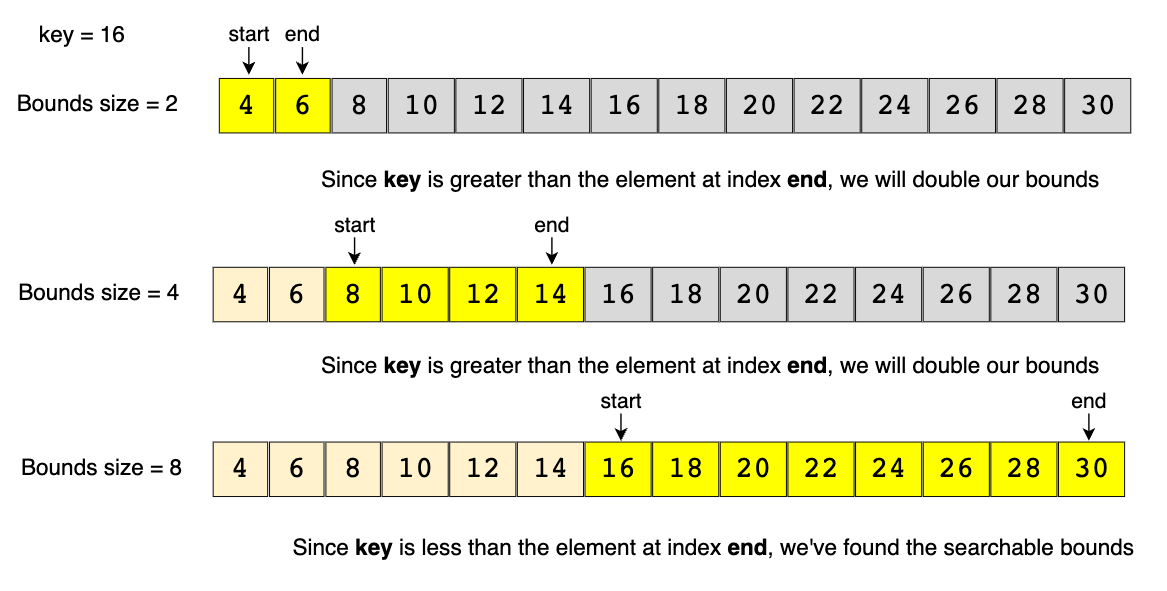 key = 16
start end
Bounds size = 2
4 6 8 10 12 14 16 18 20 22 24 26 28 30
Since key is greater than the element at index end, we will double our bounds
start end
Bounds size = 4
4 6 8 10 12 14 16 18 20 22 24 26 28 30
Since key is greater than the element at index end, we will double our bounds
start end
Bounds size = 8
4 6 8 10 12 14 16 18 20 22 24 26 28 30
Since key is less than the element at index end, we've found the searchable bounds